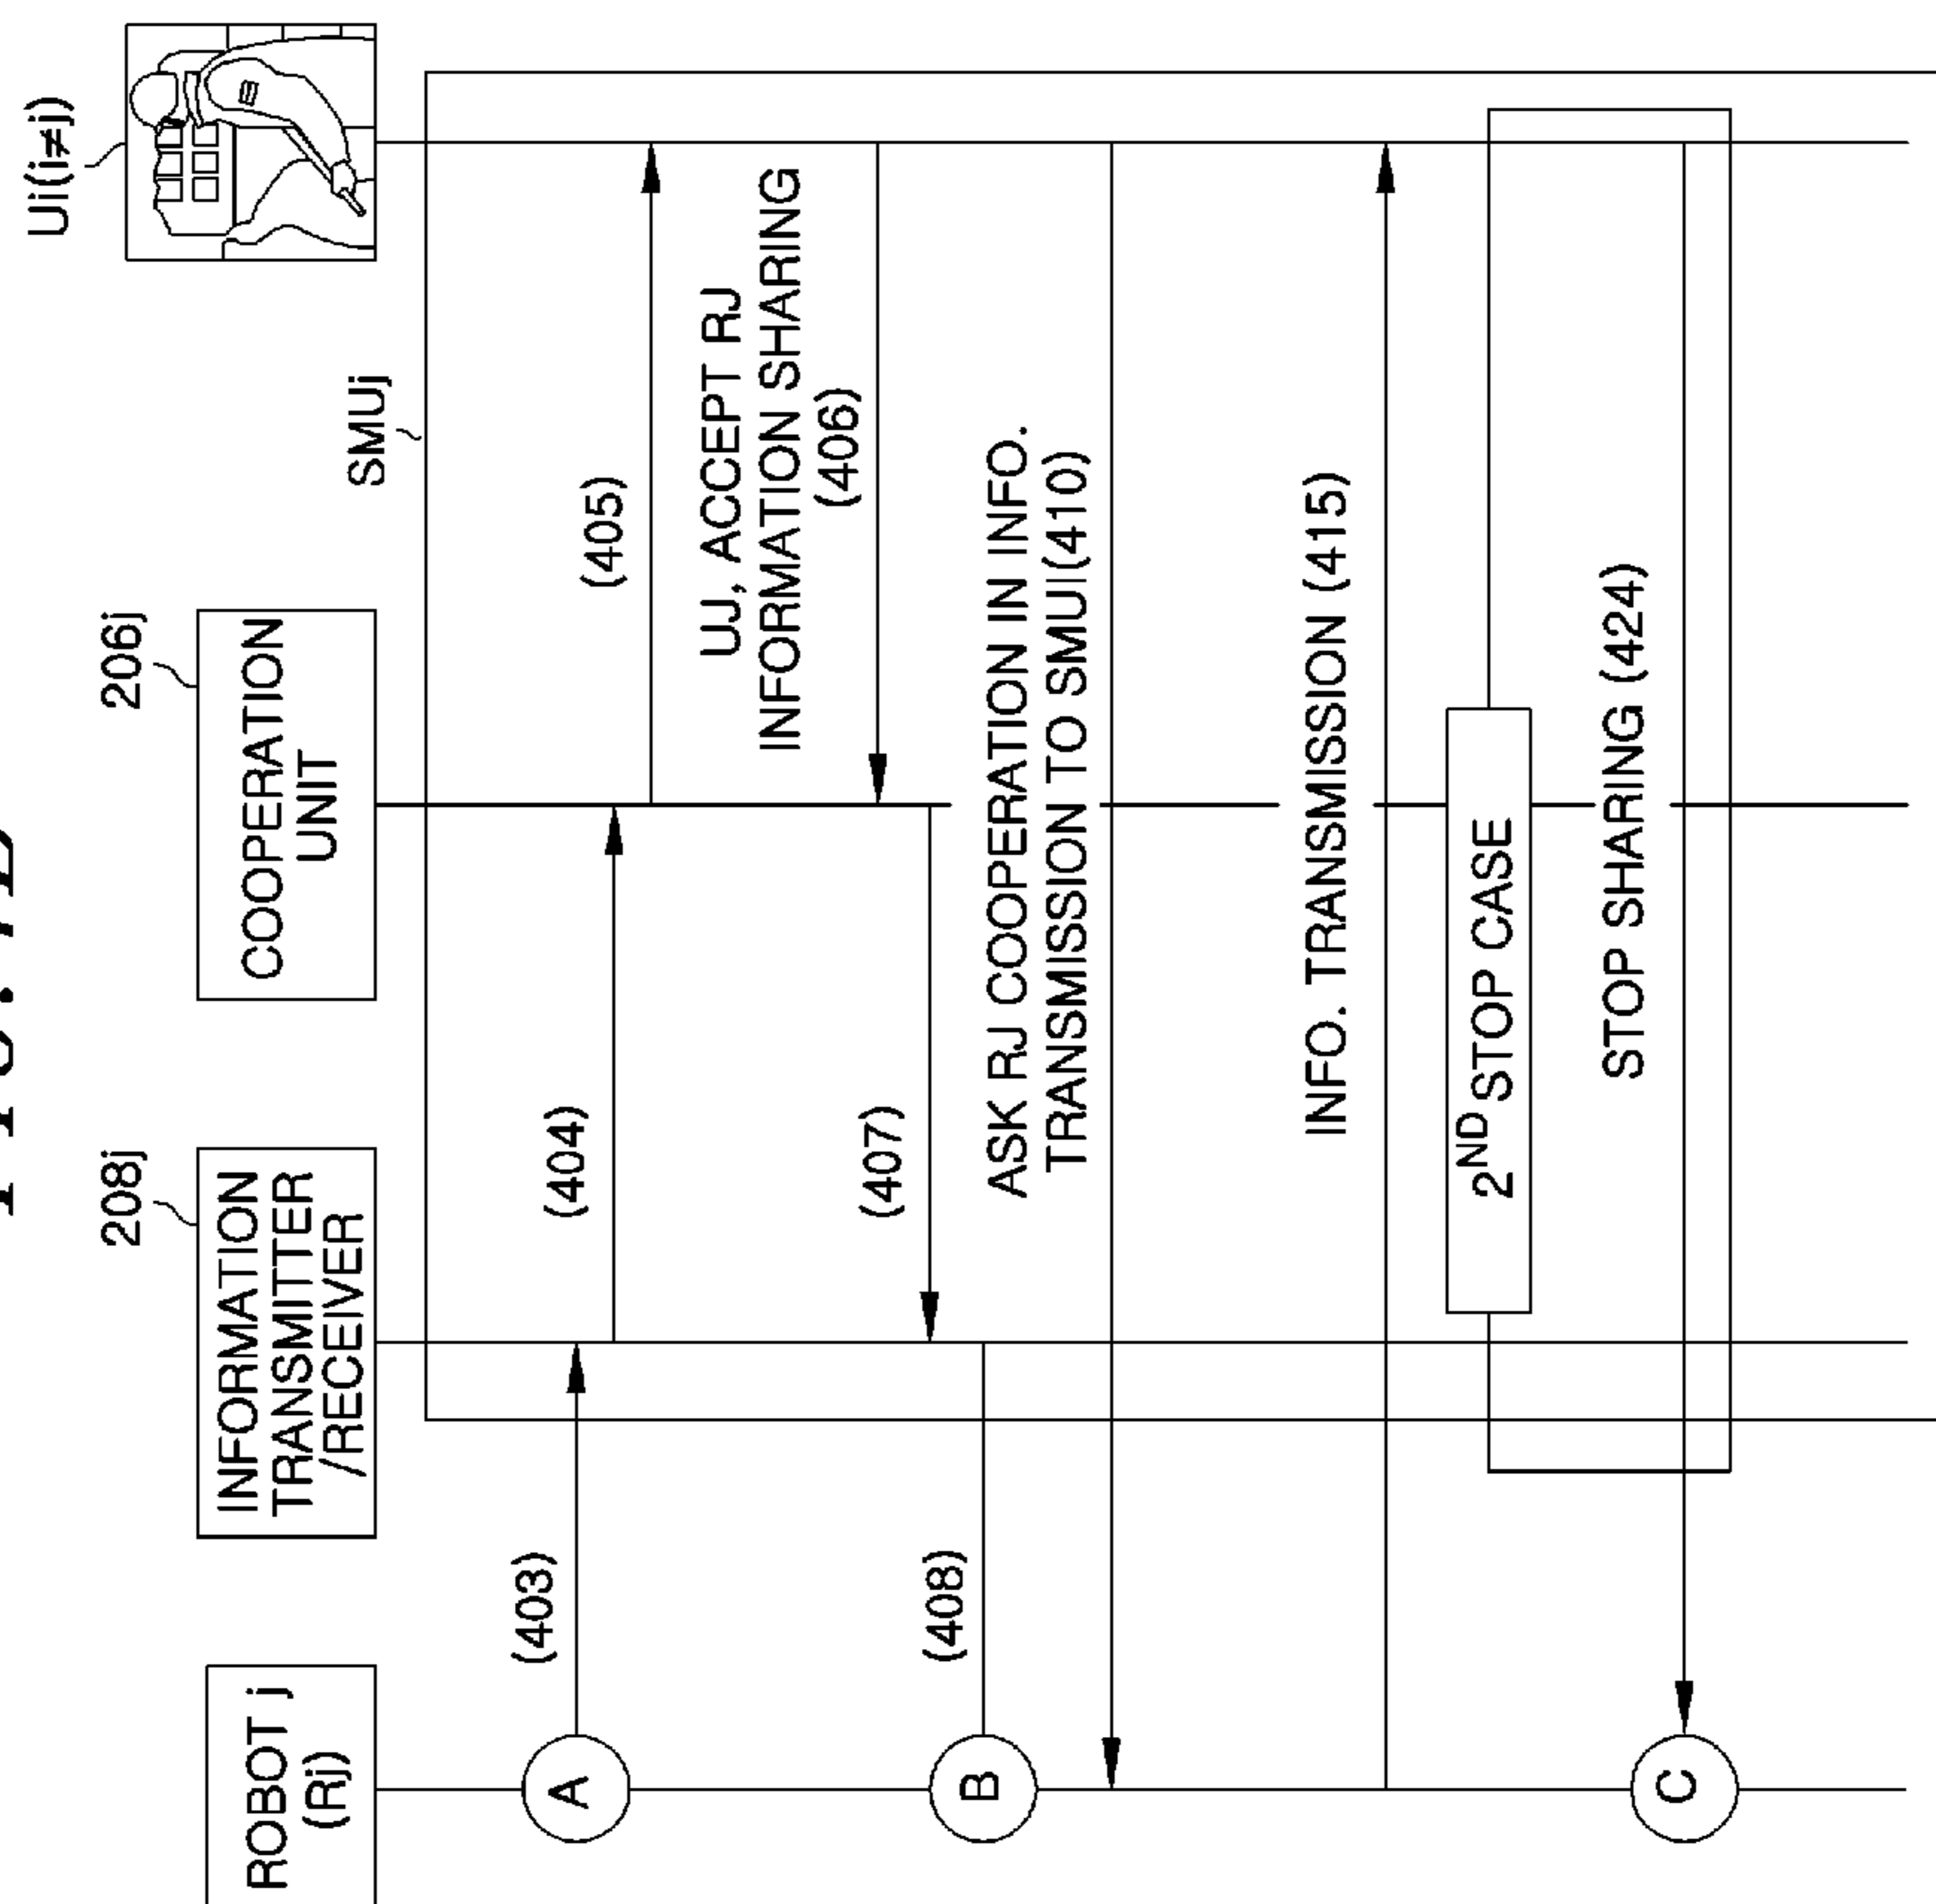 Ui(i≠j)
208j
206j
ROBOT j
(Rj)
INFORMATION
TRANSMITTER
/RECEIVER
COOPERATION
UNIT
SMUj
(403)
A
(404)
(405)
UJ, ACCEPT RJ
INFORMATION SHARING
(406)
(407)
(408)
B
ASK RJ COOPERATION IN INFO.
TRANSMISSION TO SMUI(410)
INFO. TRANSMISSION (415)
2ND STOP CASE
STOP SHARING (424)
C